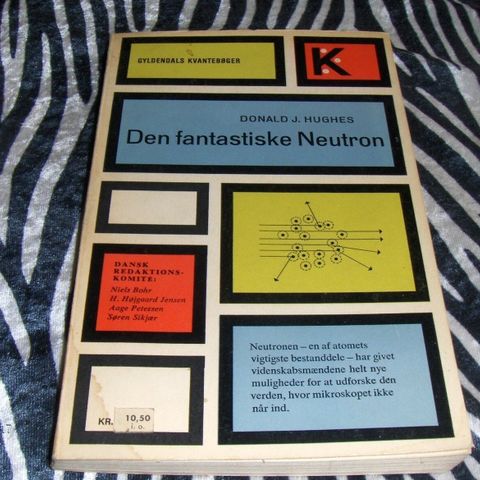 GYLDENDALS KVANTEBØGER
K
DONALD J. HUGHES
Den fantastiske Neutron
DANSK
REDAKTIONS-
KOMITE:
Niels Bohr
H. Højgaard Jensen
Aage Petersen
Søren Sikjær
Neutronen – en af atomets
vigtigste bestanddele – har givet
videnskabsmændene helt nye
muligheder for at udforske den
verden, hvor mikroskopet ikke
når ind.
KR. 10,50
i. o.